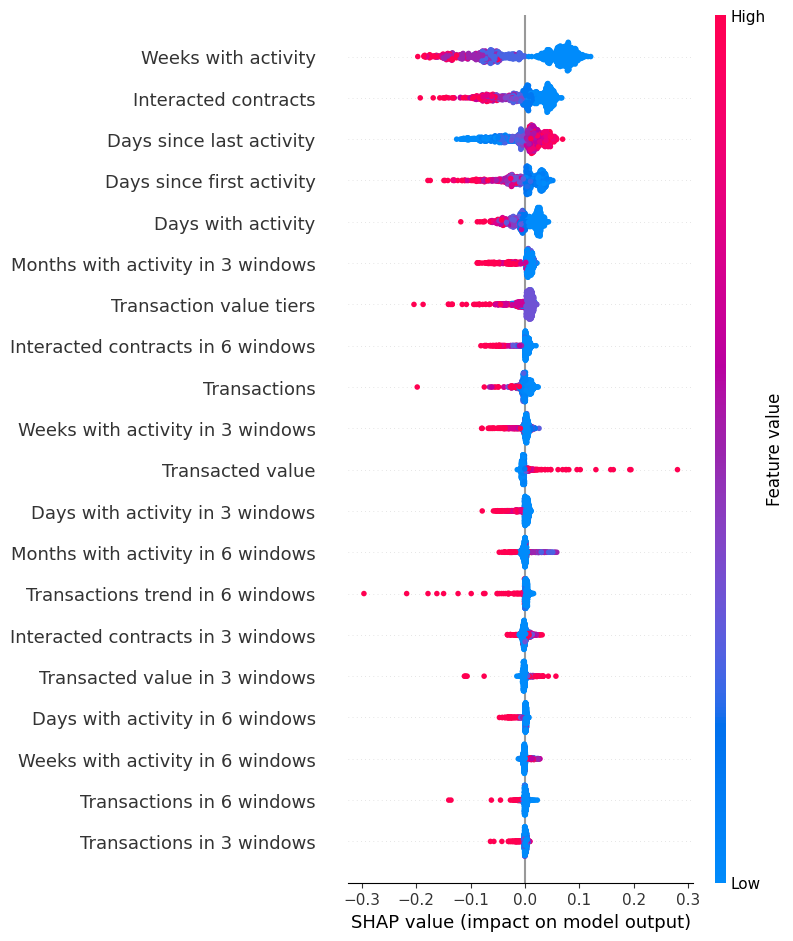 High
Weeks with activity
Interacted contracts
Days since last activity
Days since first activity
Days with activity
Months with activity in 3 windows
Transaction value tiers
Interacted contracts in 6 windows
Transactions
Weeks with activity in 3 windows
Transacted value
Days with activity in 3 windows
Months with activity in 6 windows
Transactions trend in 6 windows
Interacted contracts in 3 windows
Transacted value in 3 windows
Days with activity in 6 windows
Weeks with activity in 6 windows
Transactions in 6 windows
Transactions in 3 windows
Feature value
Low
−0.3 −0.2 −0.1 0.0 0.1 0.2 0.3
SHAP value (impact on model output)